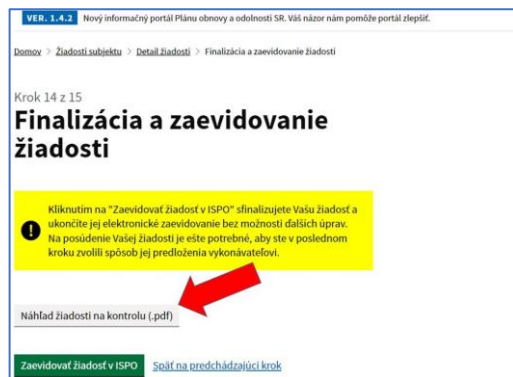 VER. 1.4.2 Nový informačný portál Plánu obnovy a odolnosti SR. Váš názor nám pomôže portál zlepšiť.
Domov > Žiadosti subjektu > Detail žiadosti > Finalizácia a zaevidovanie žiadosti
Krok 14 z 15
Finalizácia a zaevidovanie
žiadosti
Kliknutím na "Zaevidovať žiadosť v ISPO" sfinalizujete Vašu žiadosť a
ukončíte jej elektronické zaevidovanie bez možnosti ďalších úprav.
Na posúdenie Vašej žiadosti je ešte potrebné, aby ste v poslednom
kroku zvolili spôsob jej predloženia vykonávateľovi.
Náhľad žiadosti na kontrolu (.pdf)
Zaevidovať žiadosť v ISPO Späť na predchádzajúci krok